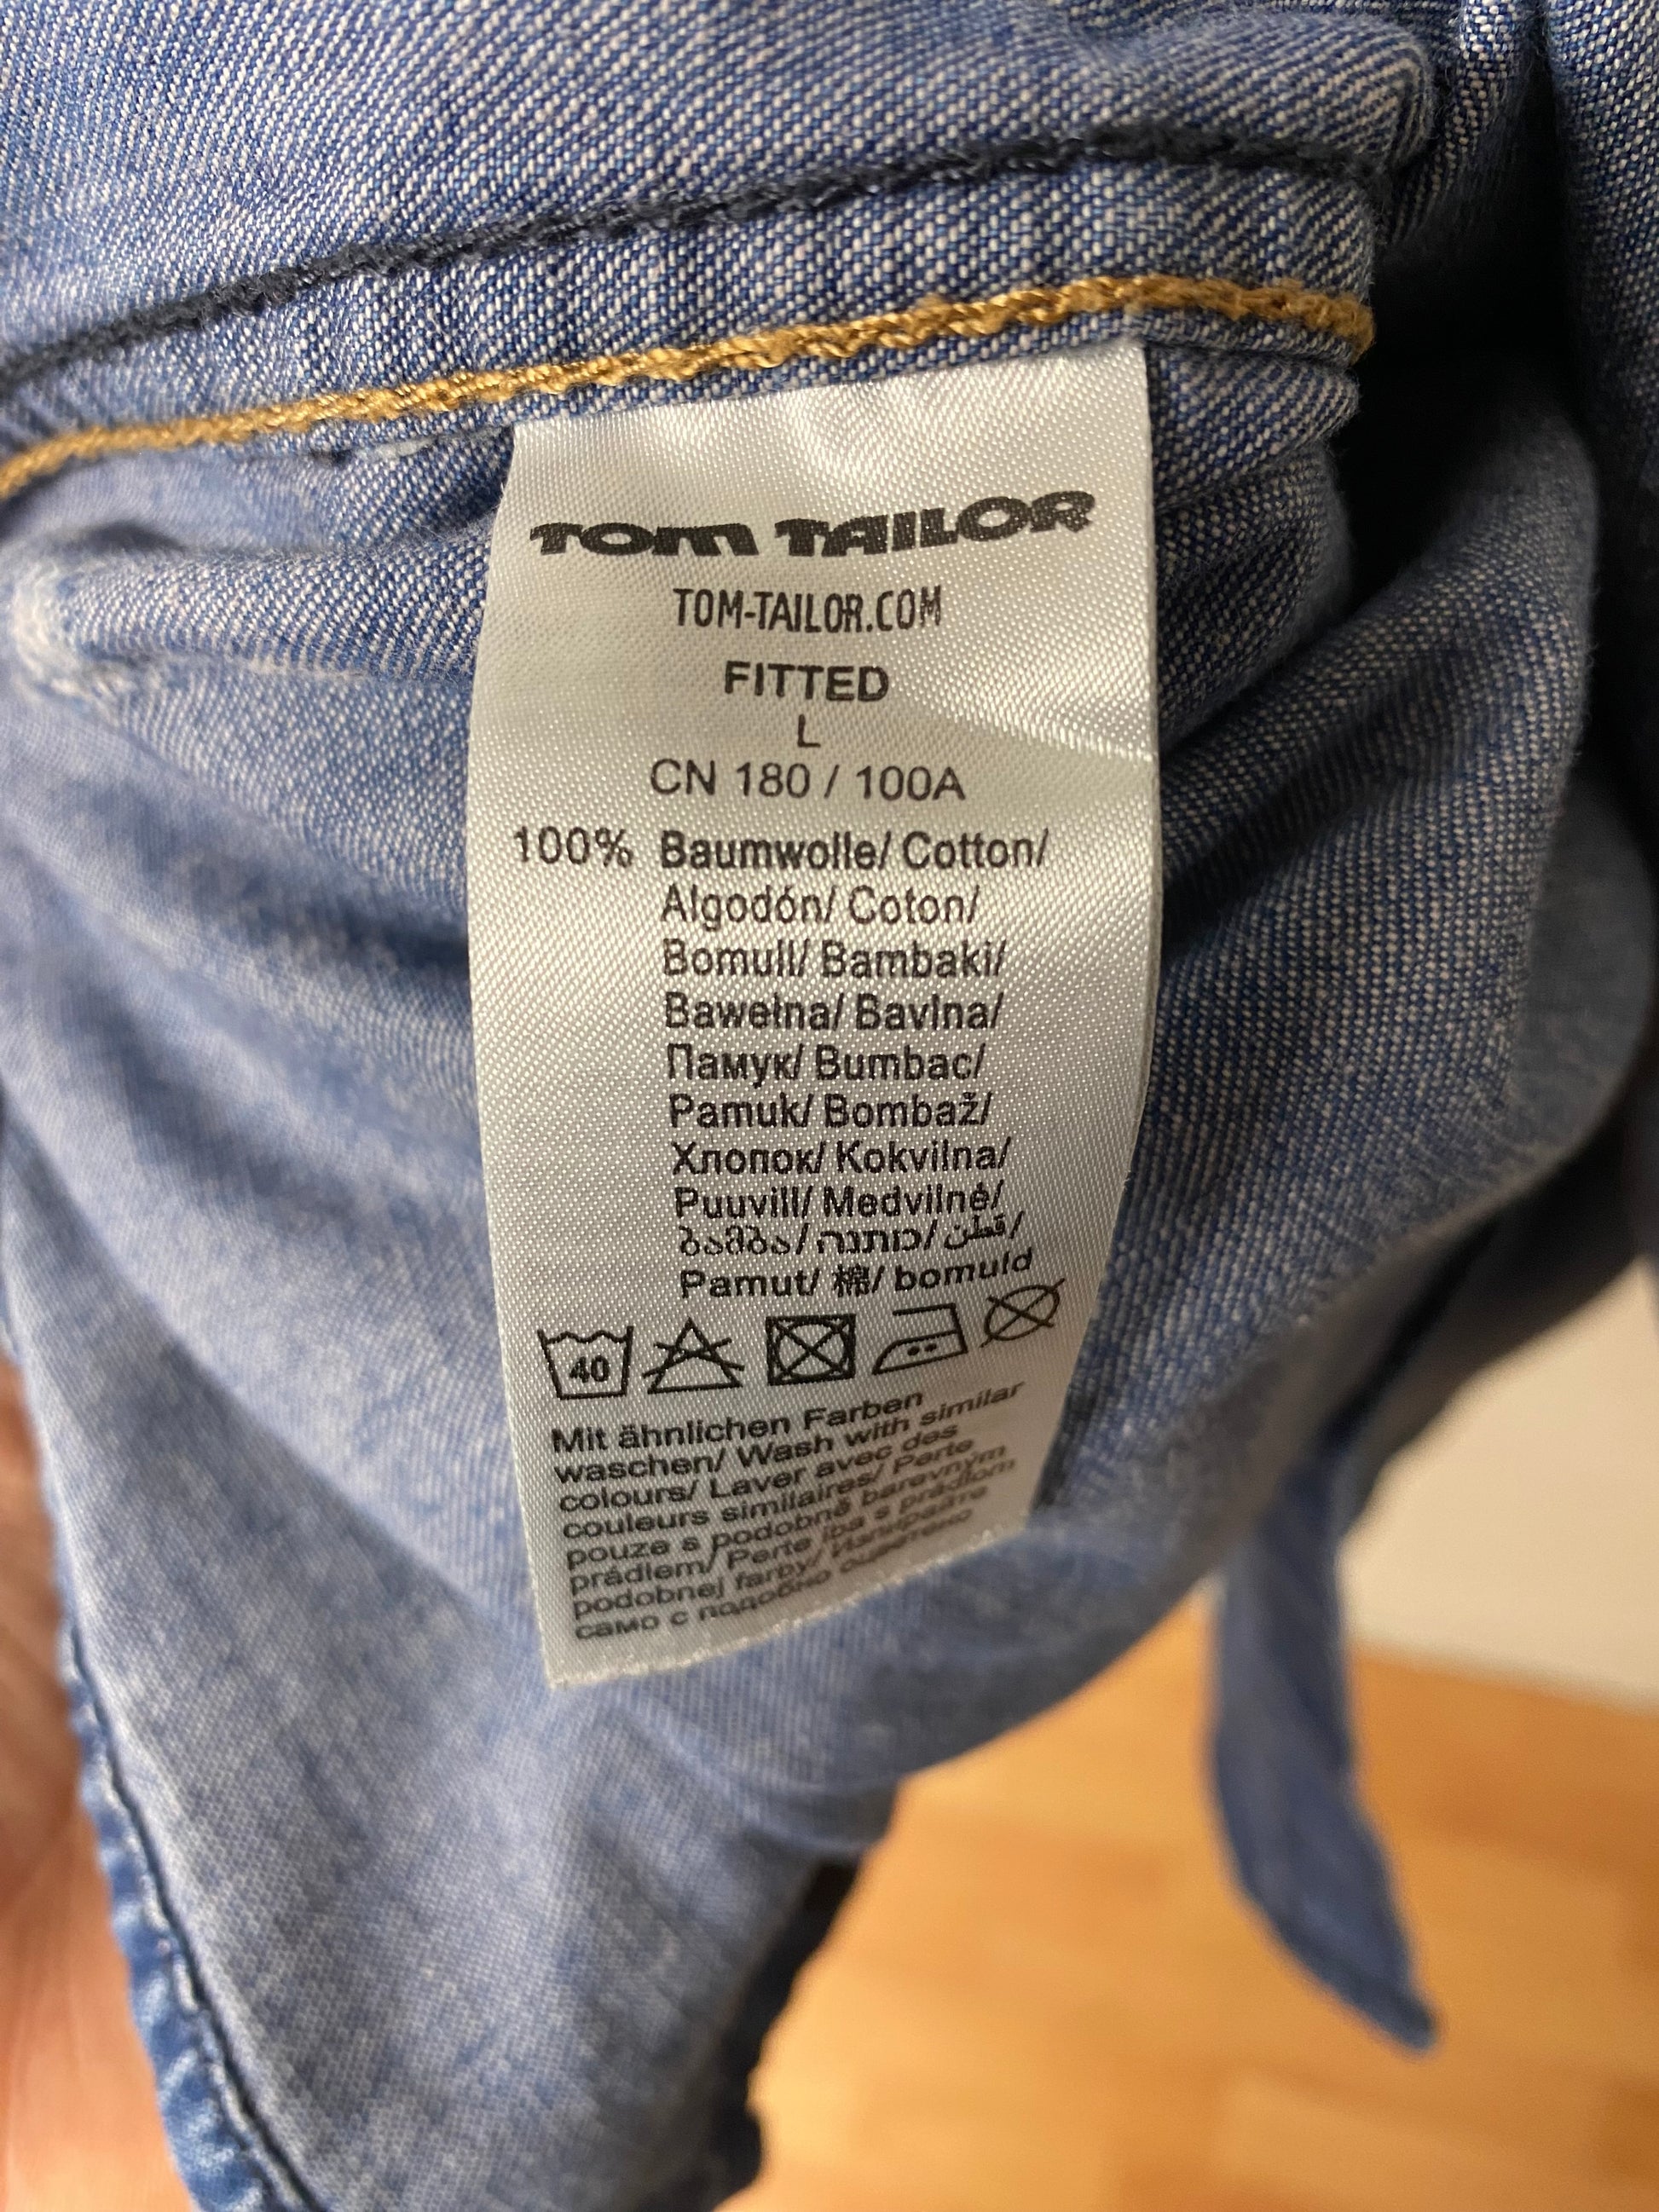 TOM TAILOR
TOM-TAILOR.COM
FITTED
L
CN 180 / 100A
100% Baumwolle/ Cotton/
Algodón/ Coton/
Bomull/ Bambaki/
Bawełna/ Bavlna/
Памук/ Bumbac/
Pamuk/ Bombaž/
Хлопок/ Kokvilna/
Puuvill/ Medvilnė/
ბამბა/ כותנה/ قطن/
Pamut/ 棉/ bomuld
40
Mit ähnlichen Farben
waschen/ Wash with similar
colours/ Laver avec des
couleurs similaires/ Perte
pouze s podobně barevným
prádlem/ Perte iba s prádlom
podobnej farby/ Изпирайте
само с подобно оцветено